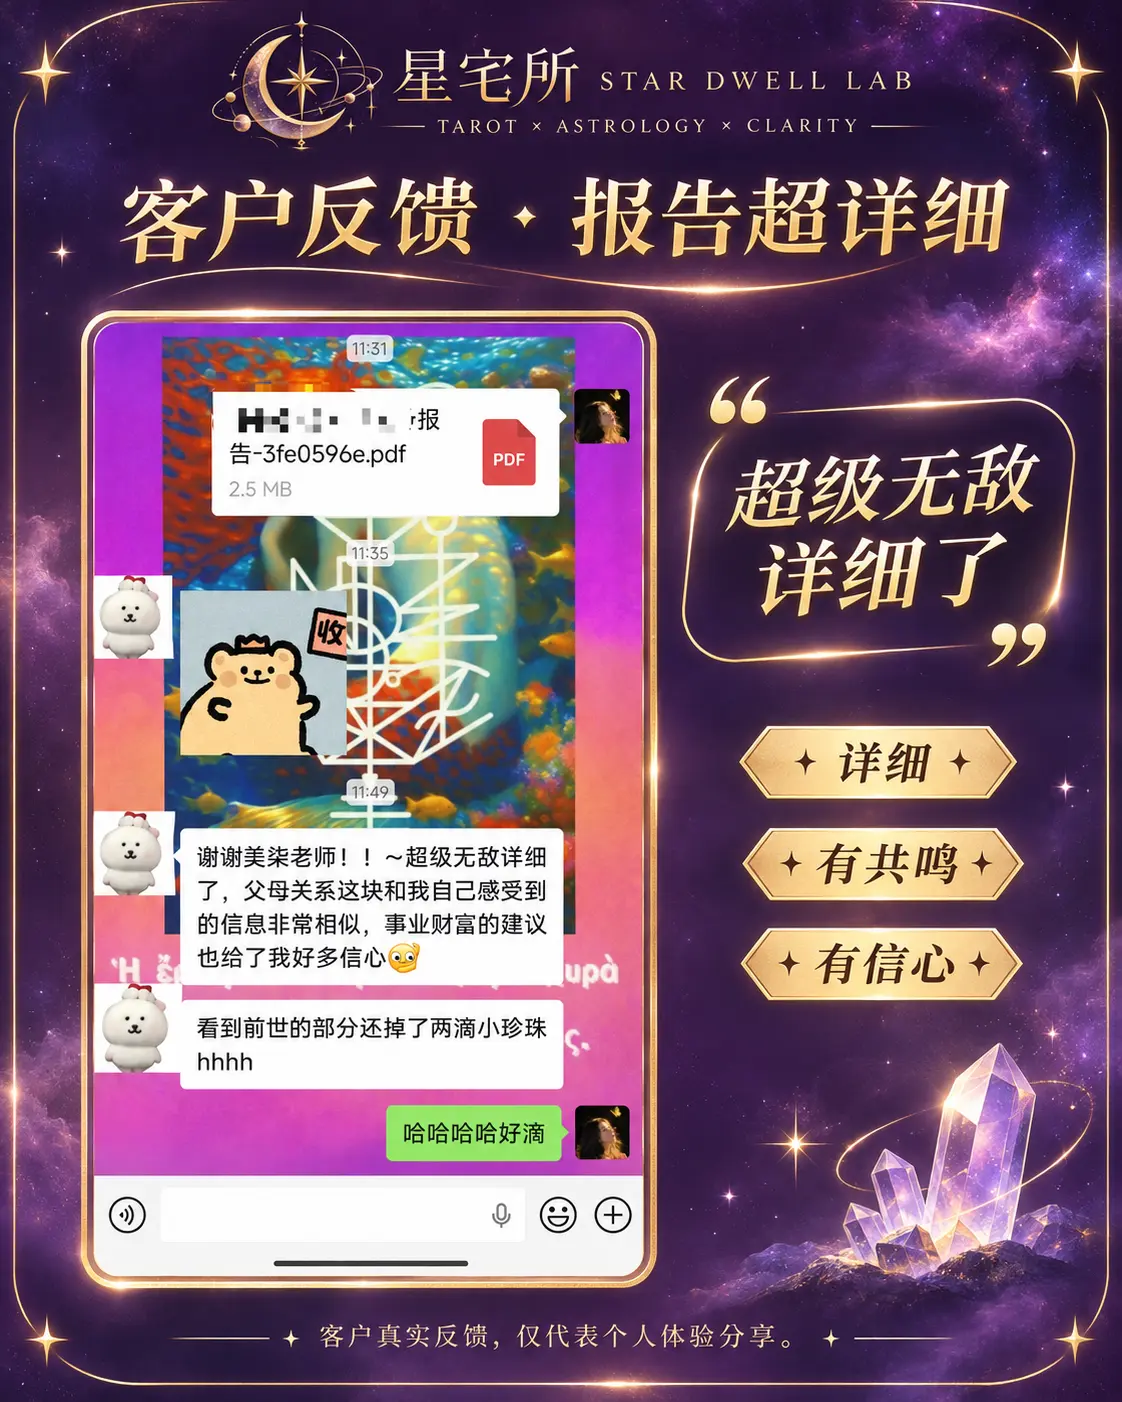 星宅所 STAR DWELL LAB
TAROT × ASTROLOGY × CLARITY
客户反馈 · 报告超详细
11:31
报
告-3fe0596e.pdf
2.5 MB
PDF
11:35
收
11:49
谢谢美柒老师！！～超级无敌详细
了，父母关系这块和我自己感受到
的信息非常相似，事业财富的建议
也给了我好多信心
看到前世的部分还掉了两滴小珍珠
hhhh
哈哈哈哈好滴
“超级无敌
详细了”
详细
有共鸣
有信心
客户真实反馈，仅代表个人体验分享。